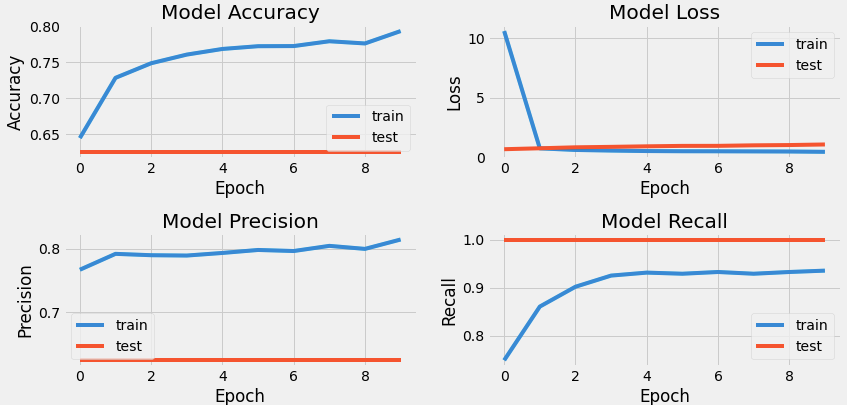 Model Accuracy
0.80
0.75
0.70
0.65
Accuracy
train
test
0 2 4 6 8
Epoch
Model Loss
10
5
0
Loss
train
test
0 2 4 6 8
Epoch
Model Precision
0.8
0.7
Precision
train
test
0 2 4 6 8
Epoch
Model Recall
1.0
0.9
0.8
Recall
train
test
0 2 4 6 8
Epoch